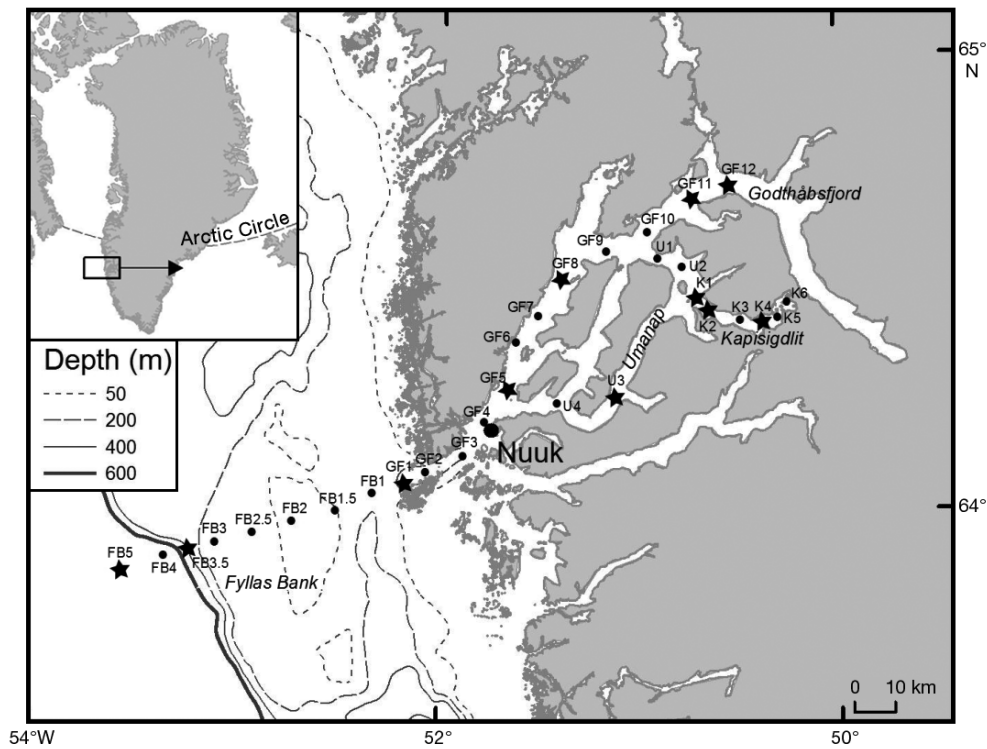 65°
N
GF12
GF11
Godthåbsfjord
Arctic Circle
GF10
GF9
U1
U2
GF8
K1
K6
K3
K4
K5
K2
GF7
Kapisigdlit
Umanap
GF6
Depth (m)
50
200
400
600
GF5
U3
U4
GF4
Nuuk
GF3
GF2
GF1
FB1
FB1.5
64°
FB2
FB2.5
FB3
FB3.5
FB4
FB5
Fyllas Bank
0 10 km
54°W
52°
50°